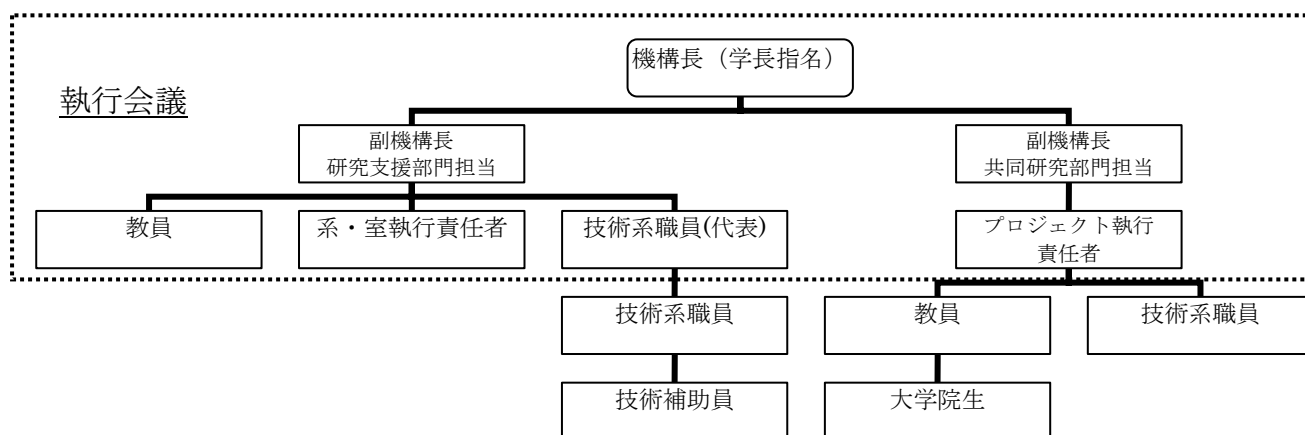 機構長（学長指名）
執行会議
副機構長
研究支援部門担当
副機構長
共同研究部門担当
教員
系・室執行責任者
技術系職員(代表)
プロジェクト執行
責任者
技術系職員
教員
技術系職員
技術補助員
大学院生